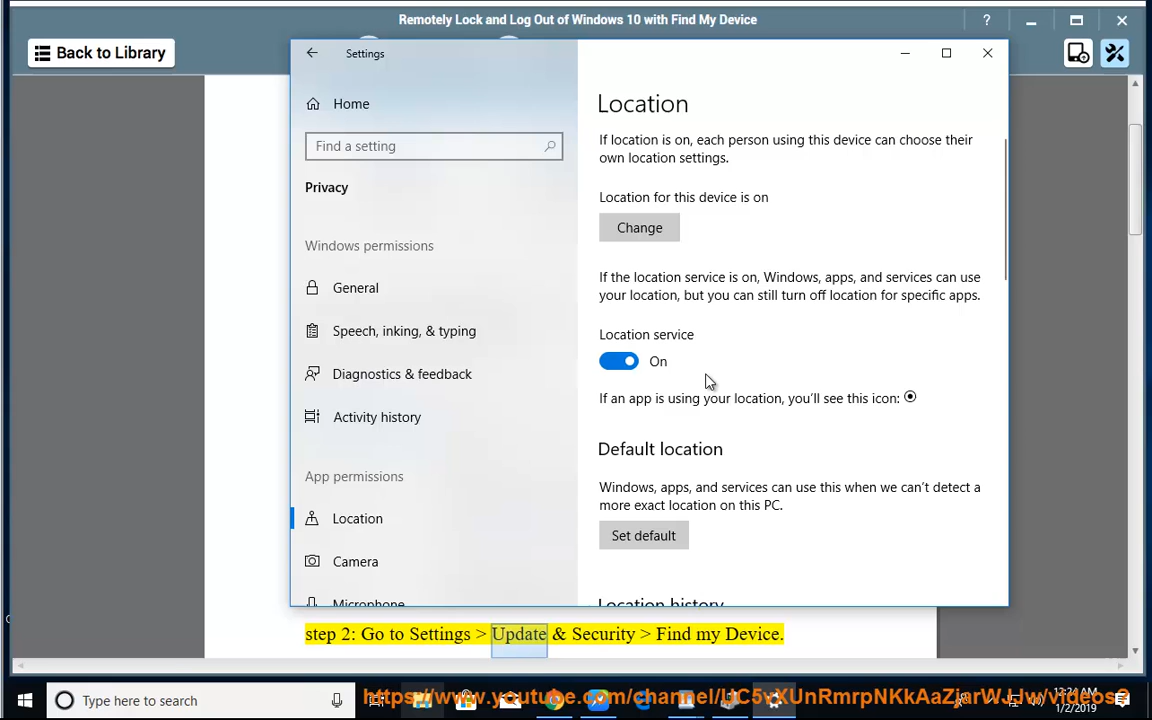 Remotely Lock and Log Out of Windows 10 with Find My Device
?
Back to Library
Settings
Home
Find a setting
Privacy
Windows permissions
General
Speech, inking, & typing
Diagnostics & feedback
Activity history
App permissions
Location
Camera
Microphone
Location
If location is on, each person using this device can choose their
own location settings.
Location for this device is on
Change
If the location service is on, Windows, apps, and services can use
your location, but you can still turn off location for specific apps.
Location service
On
If an app is using your location, you'll see this icon:
Default location
Windows, apps, and services can use this when we can't detect a
more exact location on this PC.
Set default
Location history
step 2: Go to Settings > Update & Security > Find my Device.
Type here to search
1/2/2019